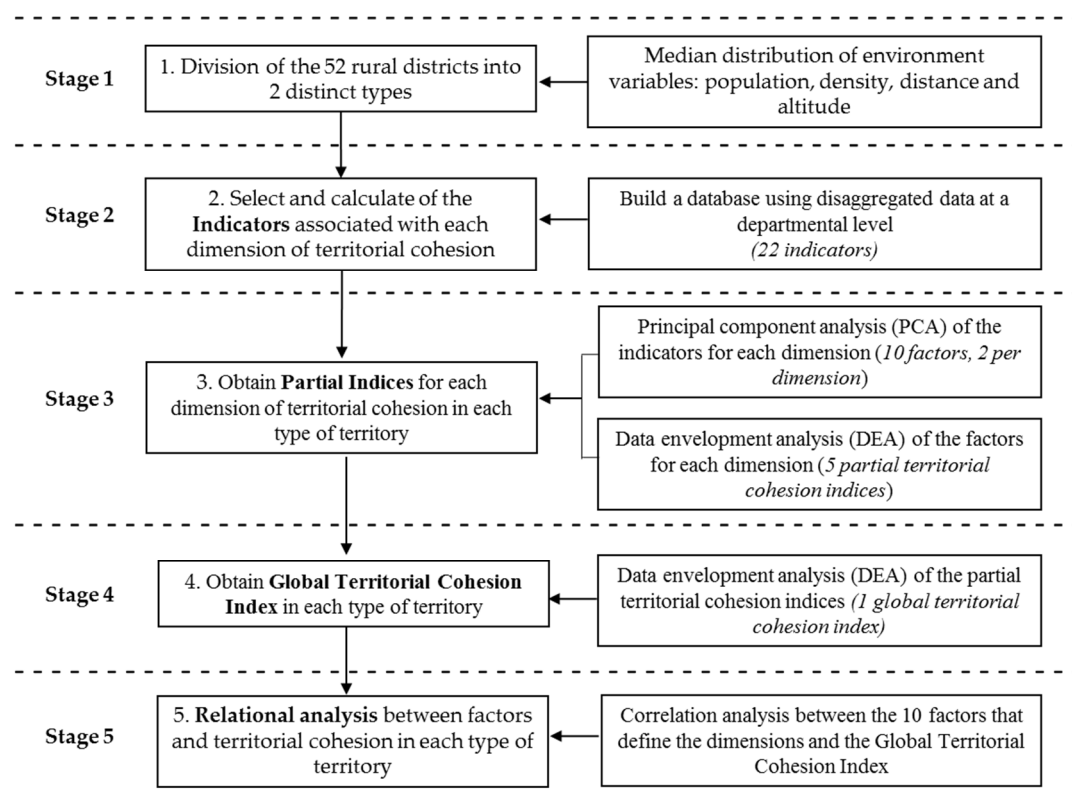 Stage 1
1. Division of the 52 rural districts into
2 distinct types
Median distribution of environment
variables: population, density, distance and
altitude
Stage 2
2. Select and calculate of the
Indicators associated with each
dimension of territorial cohesion
Build a database using disaggregated data at a
departmental level
(22 indicators)
Stage 3
3. Obtain Partial Indices for each
dimension of territorial cohesion in each
type of territory
Principal component analysis (PCA) of the
indicators for each dimension (10 factors, 2 per
dimension)
Data envelopment analysis (DEA) of the factors
for each dimension (5 partial territorial
cohesion indices)
Stage 4
4. Obtain Global Territorial Cohesion
Index in each type of territory
Data envelopment analysis (DEA) of the partial
territorial cohesion indices (1 global territorial
cohesion index)
Stage 5
5. Relational analysis between factors
and territorial cohesion in each type of
territory
Correlation analysis between the 10 factors that
define the dimensions and the Global Territorial
Cohesion Index